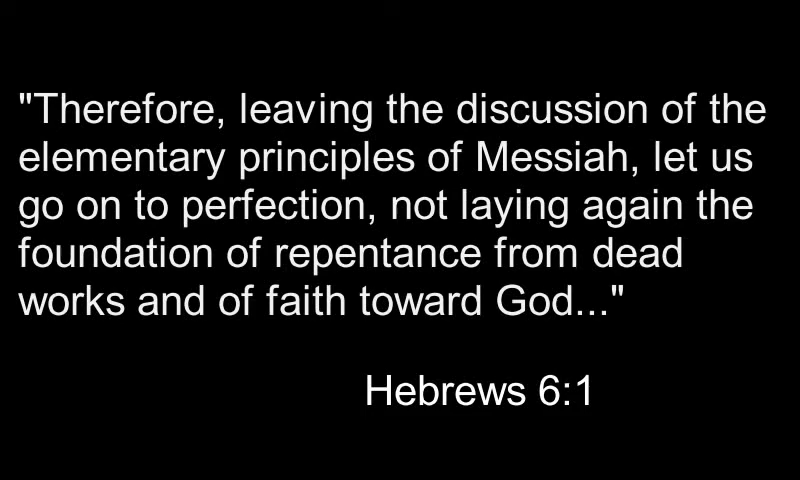 "Therefore, leaving the discussion of the
elementary principles of Messiah, let us
go on to perfection, not laying again the
foundation of repentance from dead
works and of faith toward God..."
Hebrews 6:1